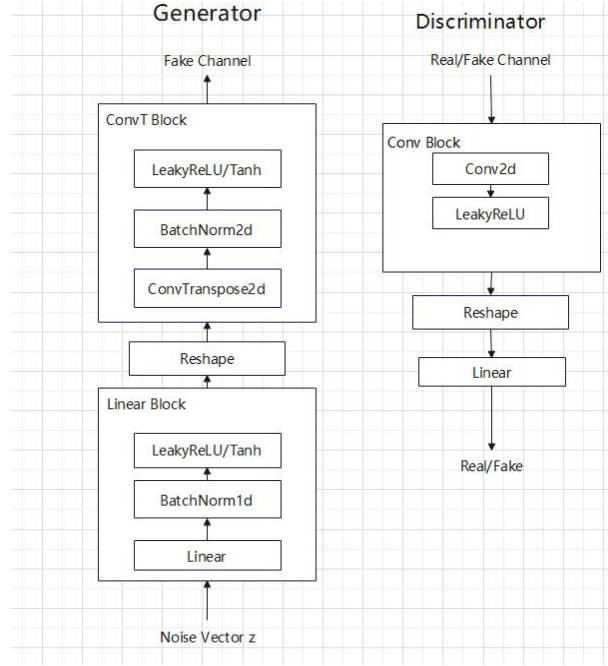 Generator
Fake Channel
ConvT Block
LeakyReLU/Tanh
BatchNorm2d
ConvTranspose2d
Reshape
Linear Block
LeakyReLU/Tanh
BatchNorm1d
Linear
Noise Vector z
Discriminator
Real/Fake Channel
Conv Block
Conv2d
LeakyReLU
Reshape
Linear
Real/Fake